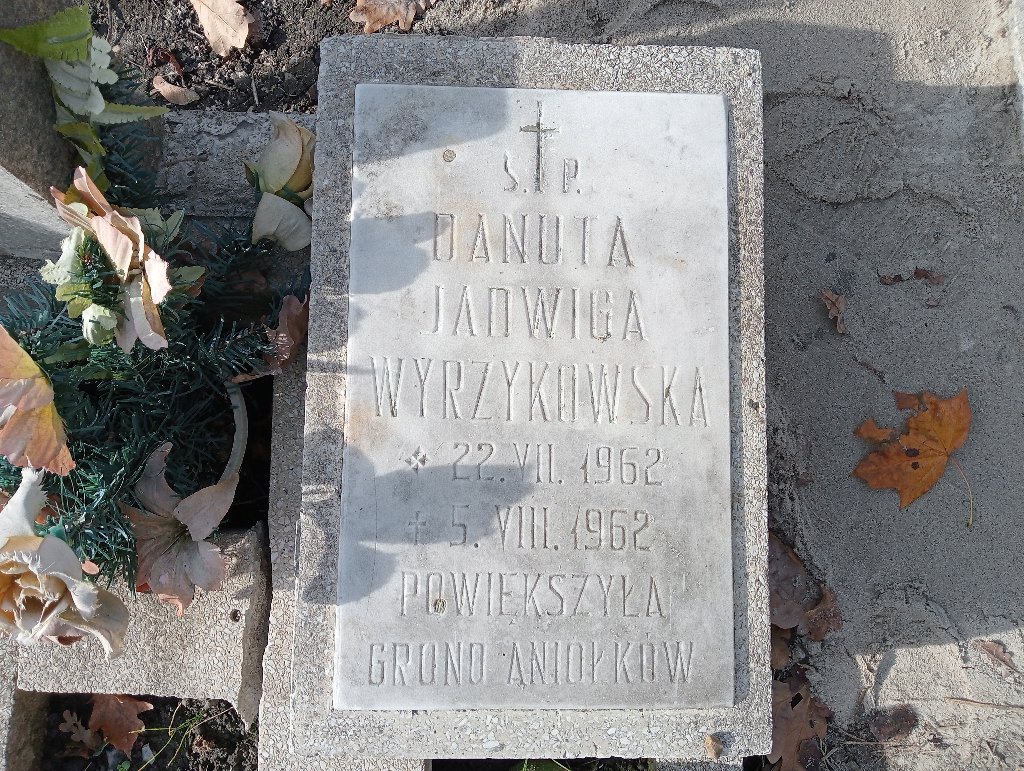 Ś. P.
DANUTA
JADWIGA
WYRZYKOWSKA
* 22. VII. 1962
† 5. VIII. 1962
POWIĘKSZYŁA
GRONO ANIOŁKÓW